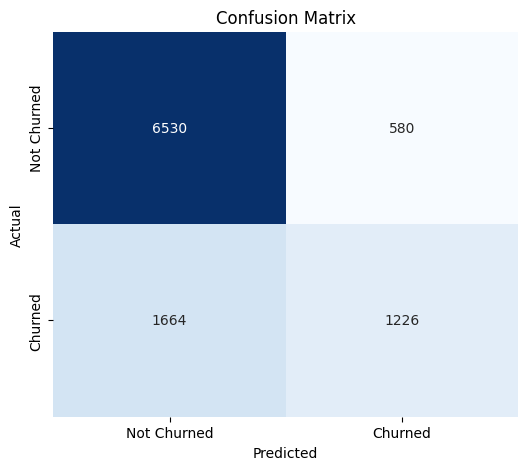 Confusion Matrix
Not Churned
6530
580
Actual
Churned
1664
1226
Not Churned
Churned
Predicted